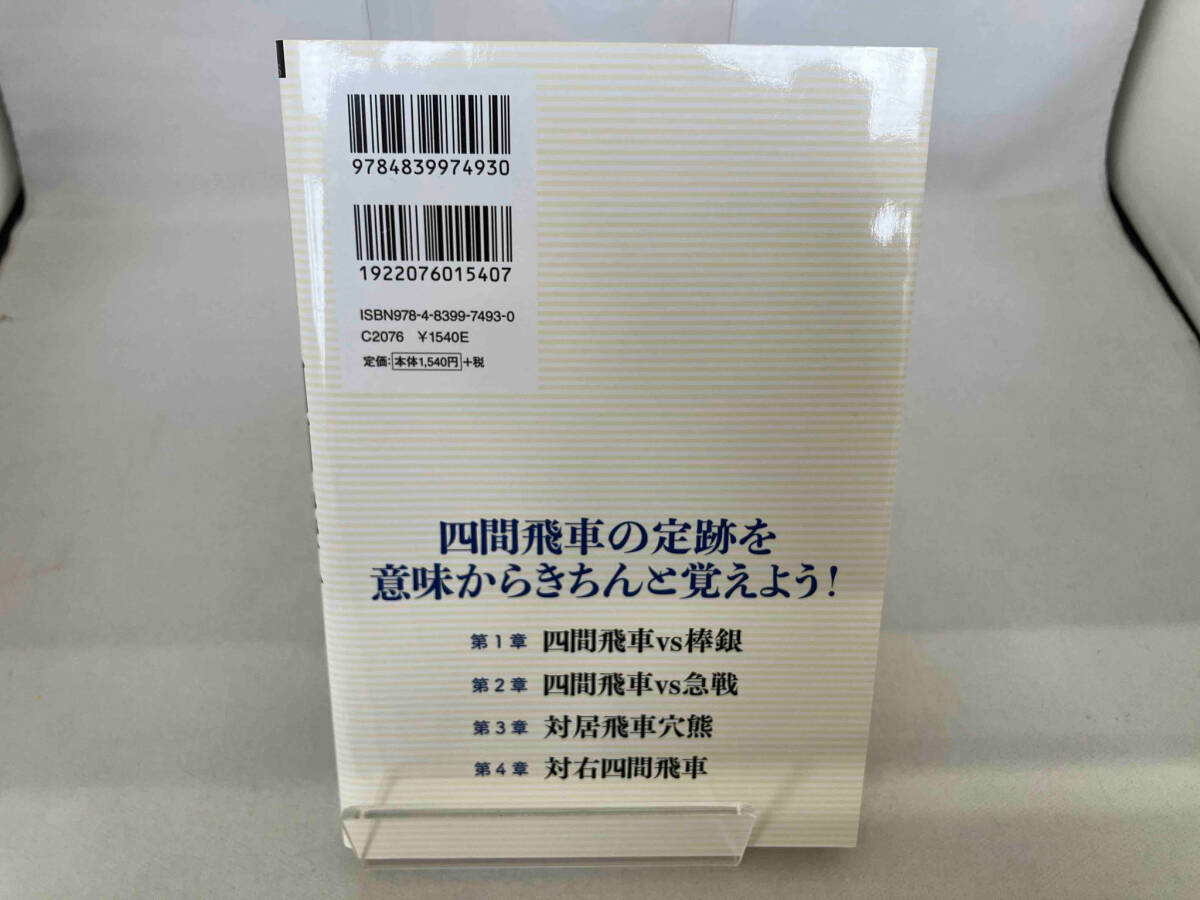 9784839974930
1922076015407
ISBN978-4-8399-7493-0
C2076 ¥1540E
定価:本体1,540円+税
四間飛車の定跡を
意味からきちんと覚えよう!
第1章 四間飛車vs棒銀
第2章 四間飛車vs急戦
第3章 対居飛車穴熊
第4章 対右四間飛車